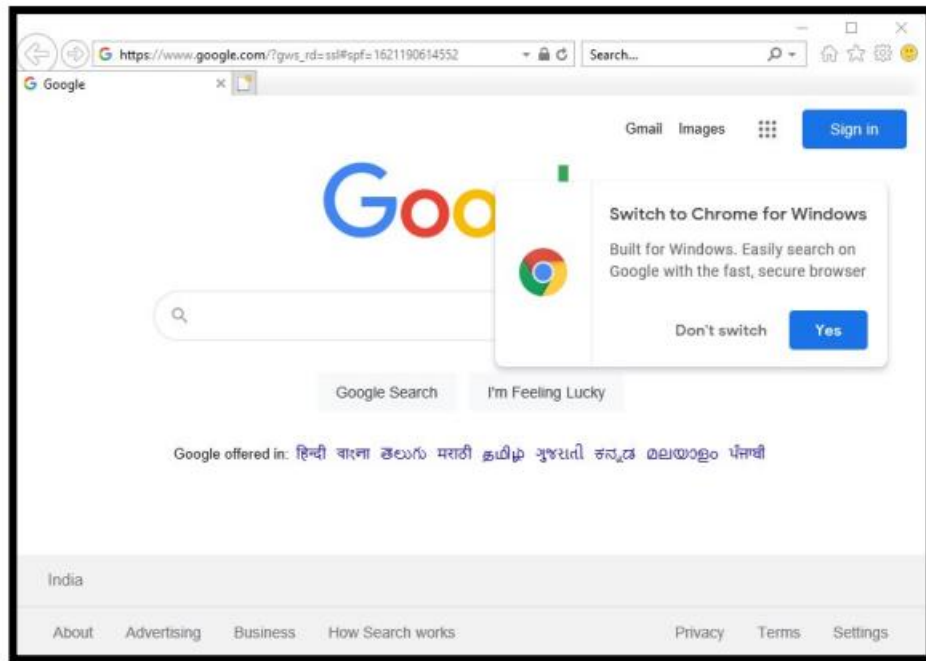 https://www.google.com/?gws_rd=ssl#spf=1621190614552
Search...
Google
Gmail Images
Sign in
Switch to Chrome for Windows
Built for Windows. Easily search on
Google with the fast, secure browser
Don't switch
Yes
Google Search
I'm Feeling Lucky
Google offered in: हिन्दी বাংলা తెలుగు मराठी தமிழ் ગુજરાતી ಕನ್ನಡ മലയാളം ਪੰਜਾਬੀ
India
About Advertising Business How Search works
Privacy Terms Settings